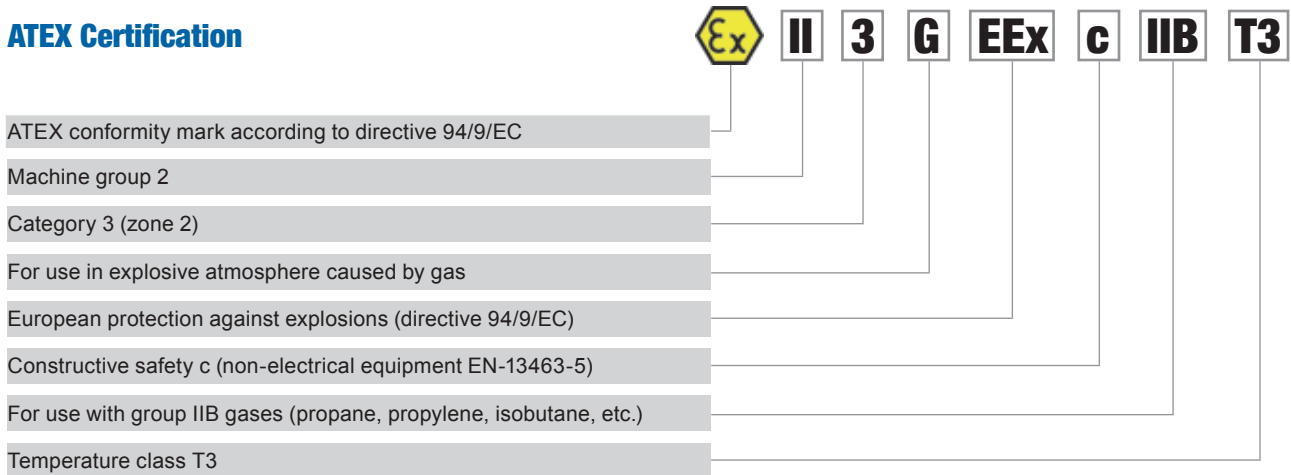 ATEX Certification
Ex II 3 G EEx c IIB T3
ATEX conformity mark according to directive 94/9/EC
Machine group 2
Category 3 (zone 2)
For use in explosive atmosphere caused by gas
European protection against explosions (directive 94/9/EC)
Constructive safety c (non-electrical equipment EN-13463-5)
For use with group IIB gases (propane, propylene, isobutane, etc.)
Temperature class T3